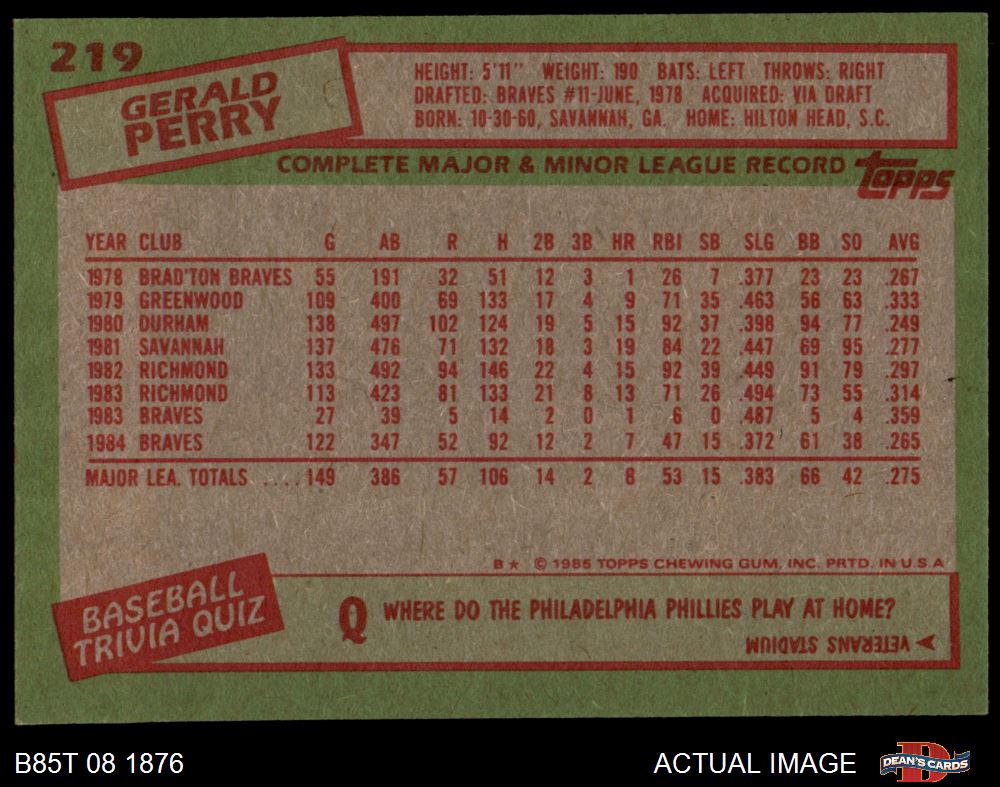 219
GERALD
PERRY
HEIGHT: 5'11" WEIGHT: 190 BATS: LEFT THROWS: RIGHT
DRAFTED: BRAVES #11-JUNE, 1978 ACQUIRED: VIA DRAFT
BORN: 10-30-60, SAVANNAH, GA. HOME: HILTON HEAD, S.C.
COMPLETE MAJOR & MINOR LEAGUE RECORD topps
YEAR CLUB G AB R H 2B 3B HR RBI SB SLG BB SO AVG
1978 BRAD'TON BRAVES 55 191 32 51 12 3 1 26 7 .377 23 23 .267
1979 GREENWOOD 109 400 69 133 17 4 9 71 35 .463 56 63 .333
1980 DURHAM 138 497 102 124 19 5 15 92 37 .398 94 77 .249
1981 SAVANNAH 137 476 71 132 18 3 19 84 22 .447 69 95 .277
1982 RICHMOND 133 492 94 146 22 4 15 92 39 .449 91 79 .297
1983 RICHMOND 113 423 81 133 21 8 13 71 26 .494 73 55 .314
1983 BRAVES 27 39 5 14 2 0 1 6 0 .487 5 4 .359
1984 BRAVES 122 347 52 92 12 2 7 47 15 .372 61 38 .265
MAJOR LEA. TOTALS ....149 386 57 106 14 2 8 53 15 .383 66 42 .275
B★ © 1985 TOPPS CHEWING GUM, INC. PRTD. IN U.S.A
BASEBALL
TRIVIA QUIZ
Q WHERE DO THE PHILADELPHIA PHILLIES PLAY AT HOME?
VETERANS STADIUM
B85T 08 1876
ACTUAL IMAGE
DEAN'S CARDS